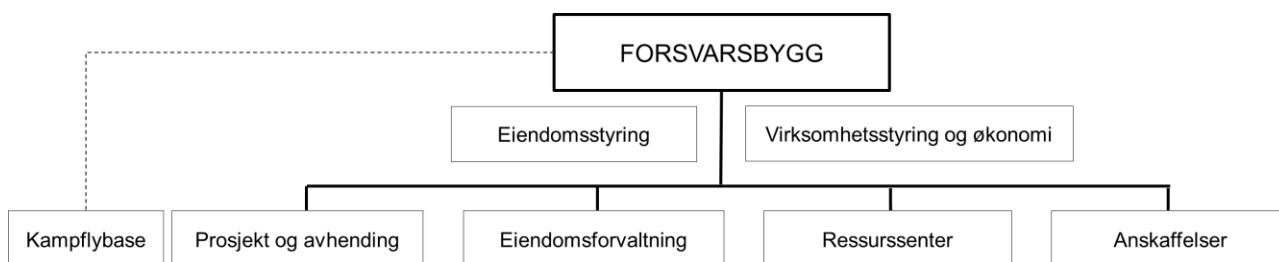 FORSVARSBYGG
Eiendomsstyring
Virksomhetsstyring og økonomi
Kampflybase
Prosjekt og avhending
Eiendomsforvaltning
Ressurssenter
Anskaffelser